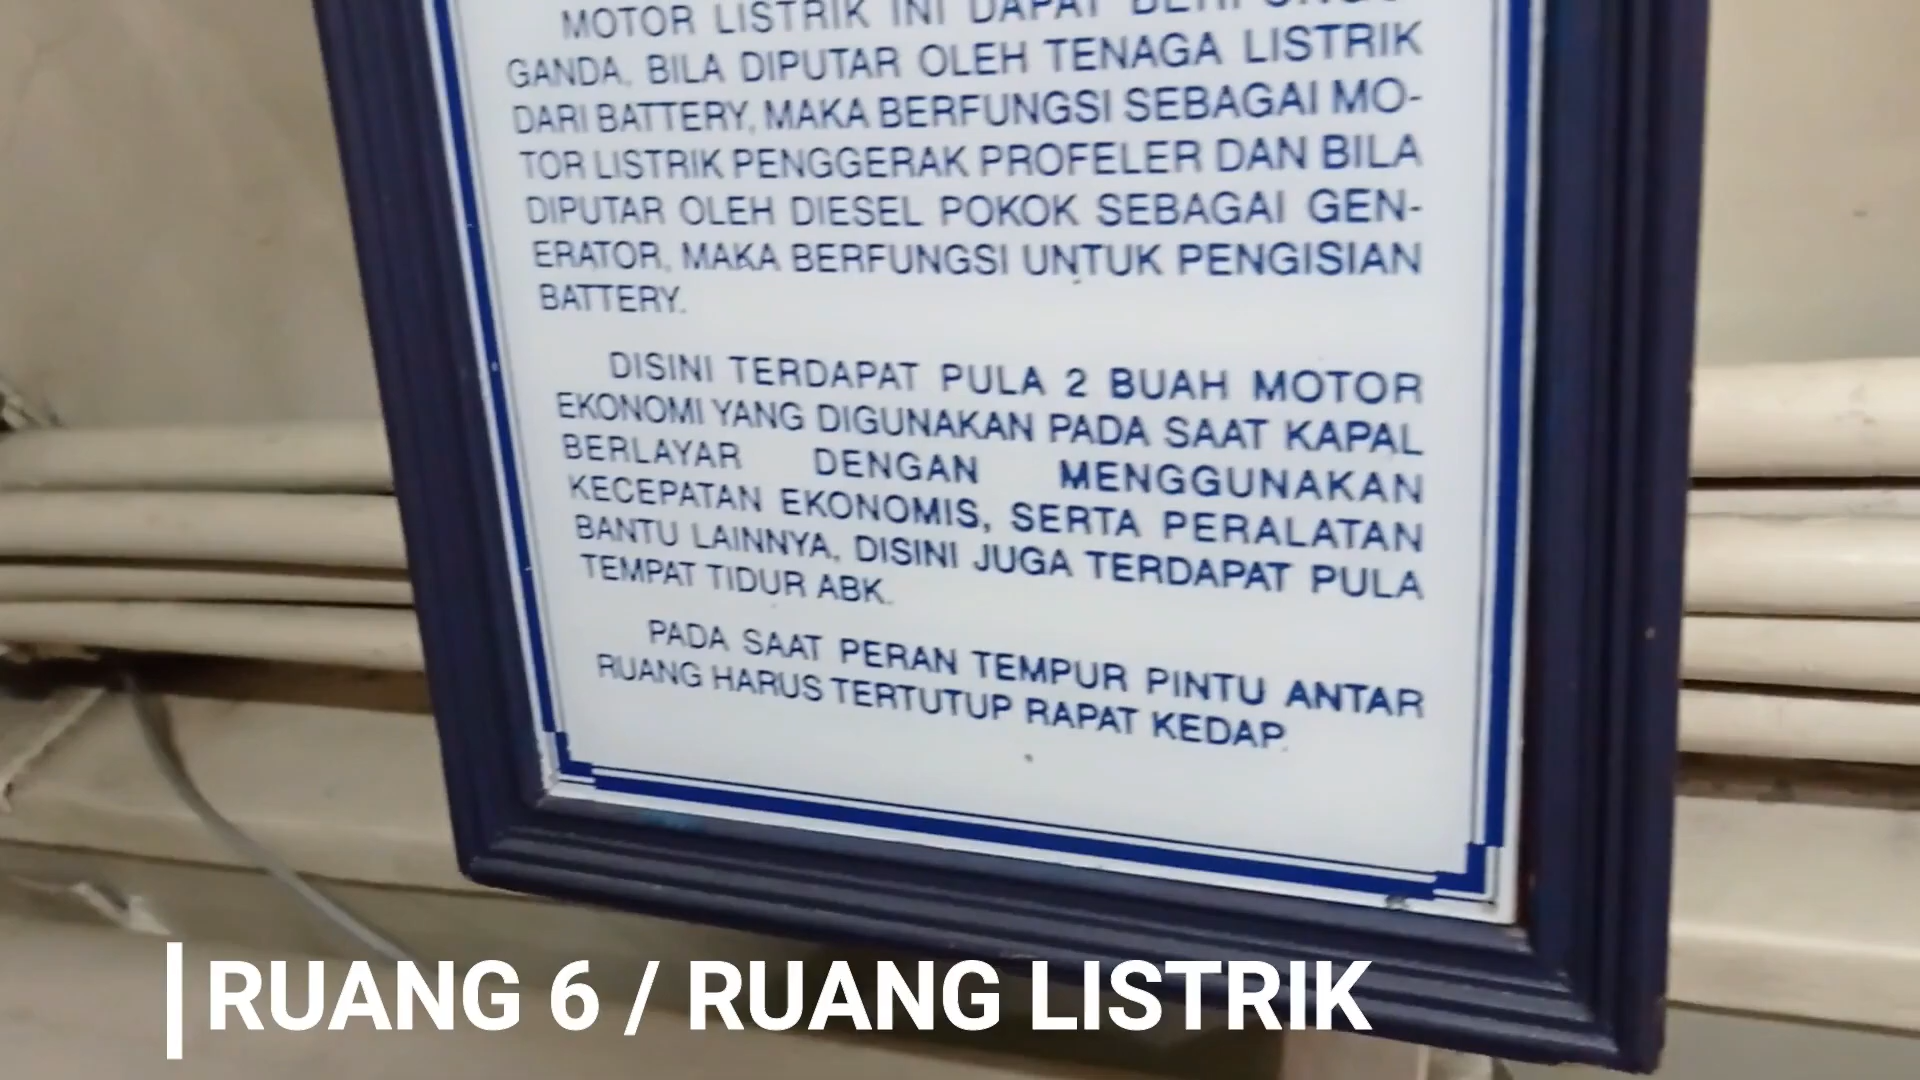 MOTOR LISTRIK INI DAPAT
GANDA, BILA DIPUTAR OLEH TENAGA LISTRIK
DARI BATTERY, MAKA BERFUNGSI SEBAGAI MO-
TOR LISTRIK PENGGERAK PROFELER DAN BILA
DIPUTAR OLEH DIESEL POKOK SEBAGAI GEN-
ERATOR, MAKA BERFUNGSI UNTUK PENGISIAN
BATTERY.
DISINI TERDAPAT PULA 2 BUAH MOTOR
EKONOMI YANG DIGUNAKAN PADA SAAT KAPAL
BERLAYAR DENGAN MENGGUNAKAN
KECEPATAN EKONOMIS, SERTA PERALATAN
BANTU LAINNYA, DISINI JUGA TERDAPAT PULA
TEMPAT TIDUR ABK.
PADA SAAT PERAN TEMPUR PINTU ANTAR
RUANG HARUS TERTUTUP RAPAT KEDAP.
RUANG 6 / RUANG LISTRIK